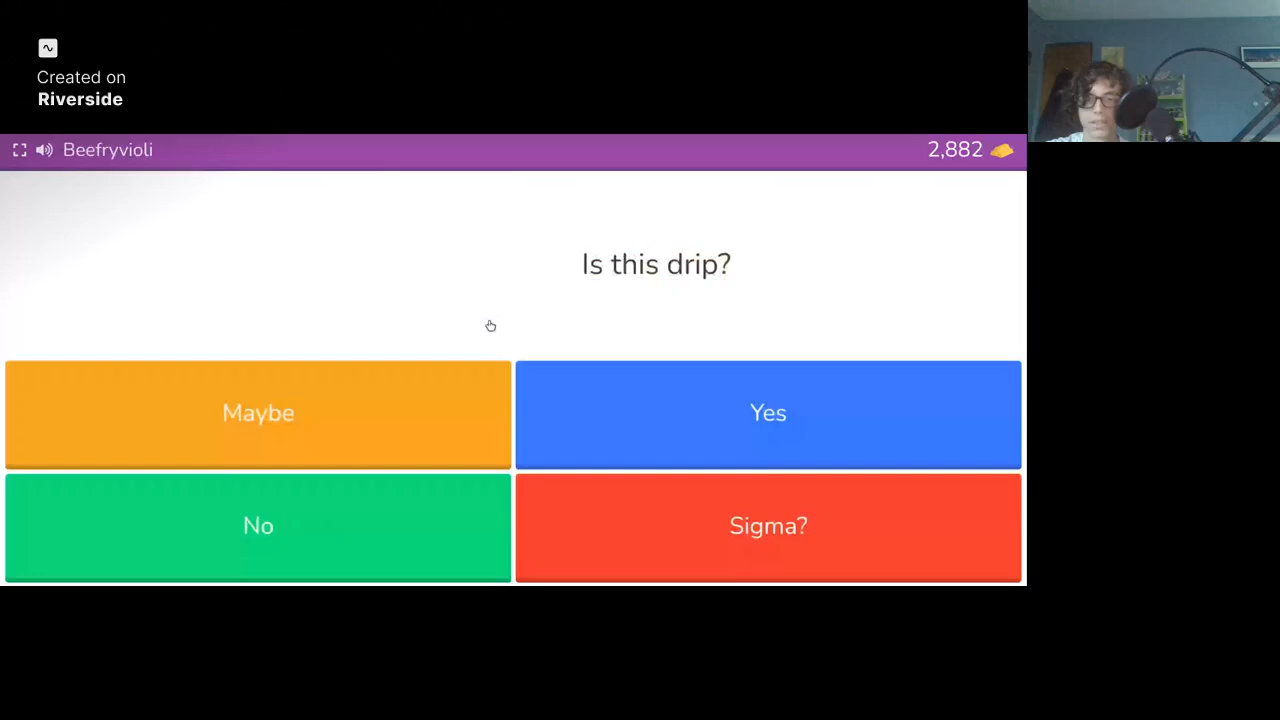 Created on
Riverside
Beefryvioli
2,882
Is this drip?
Maybe
Yes
No
Sigma?